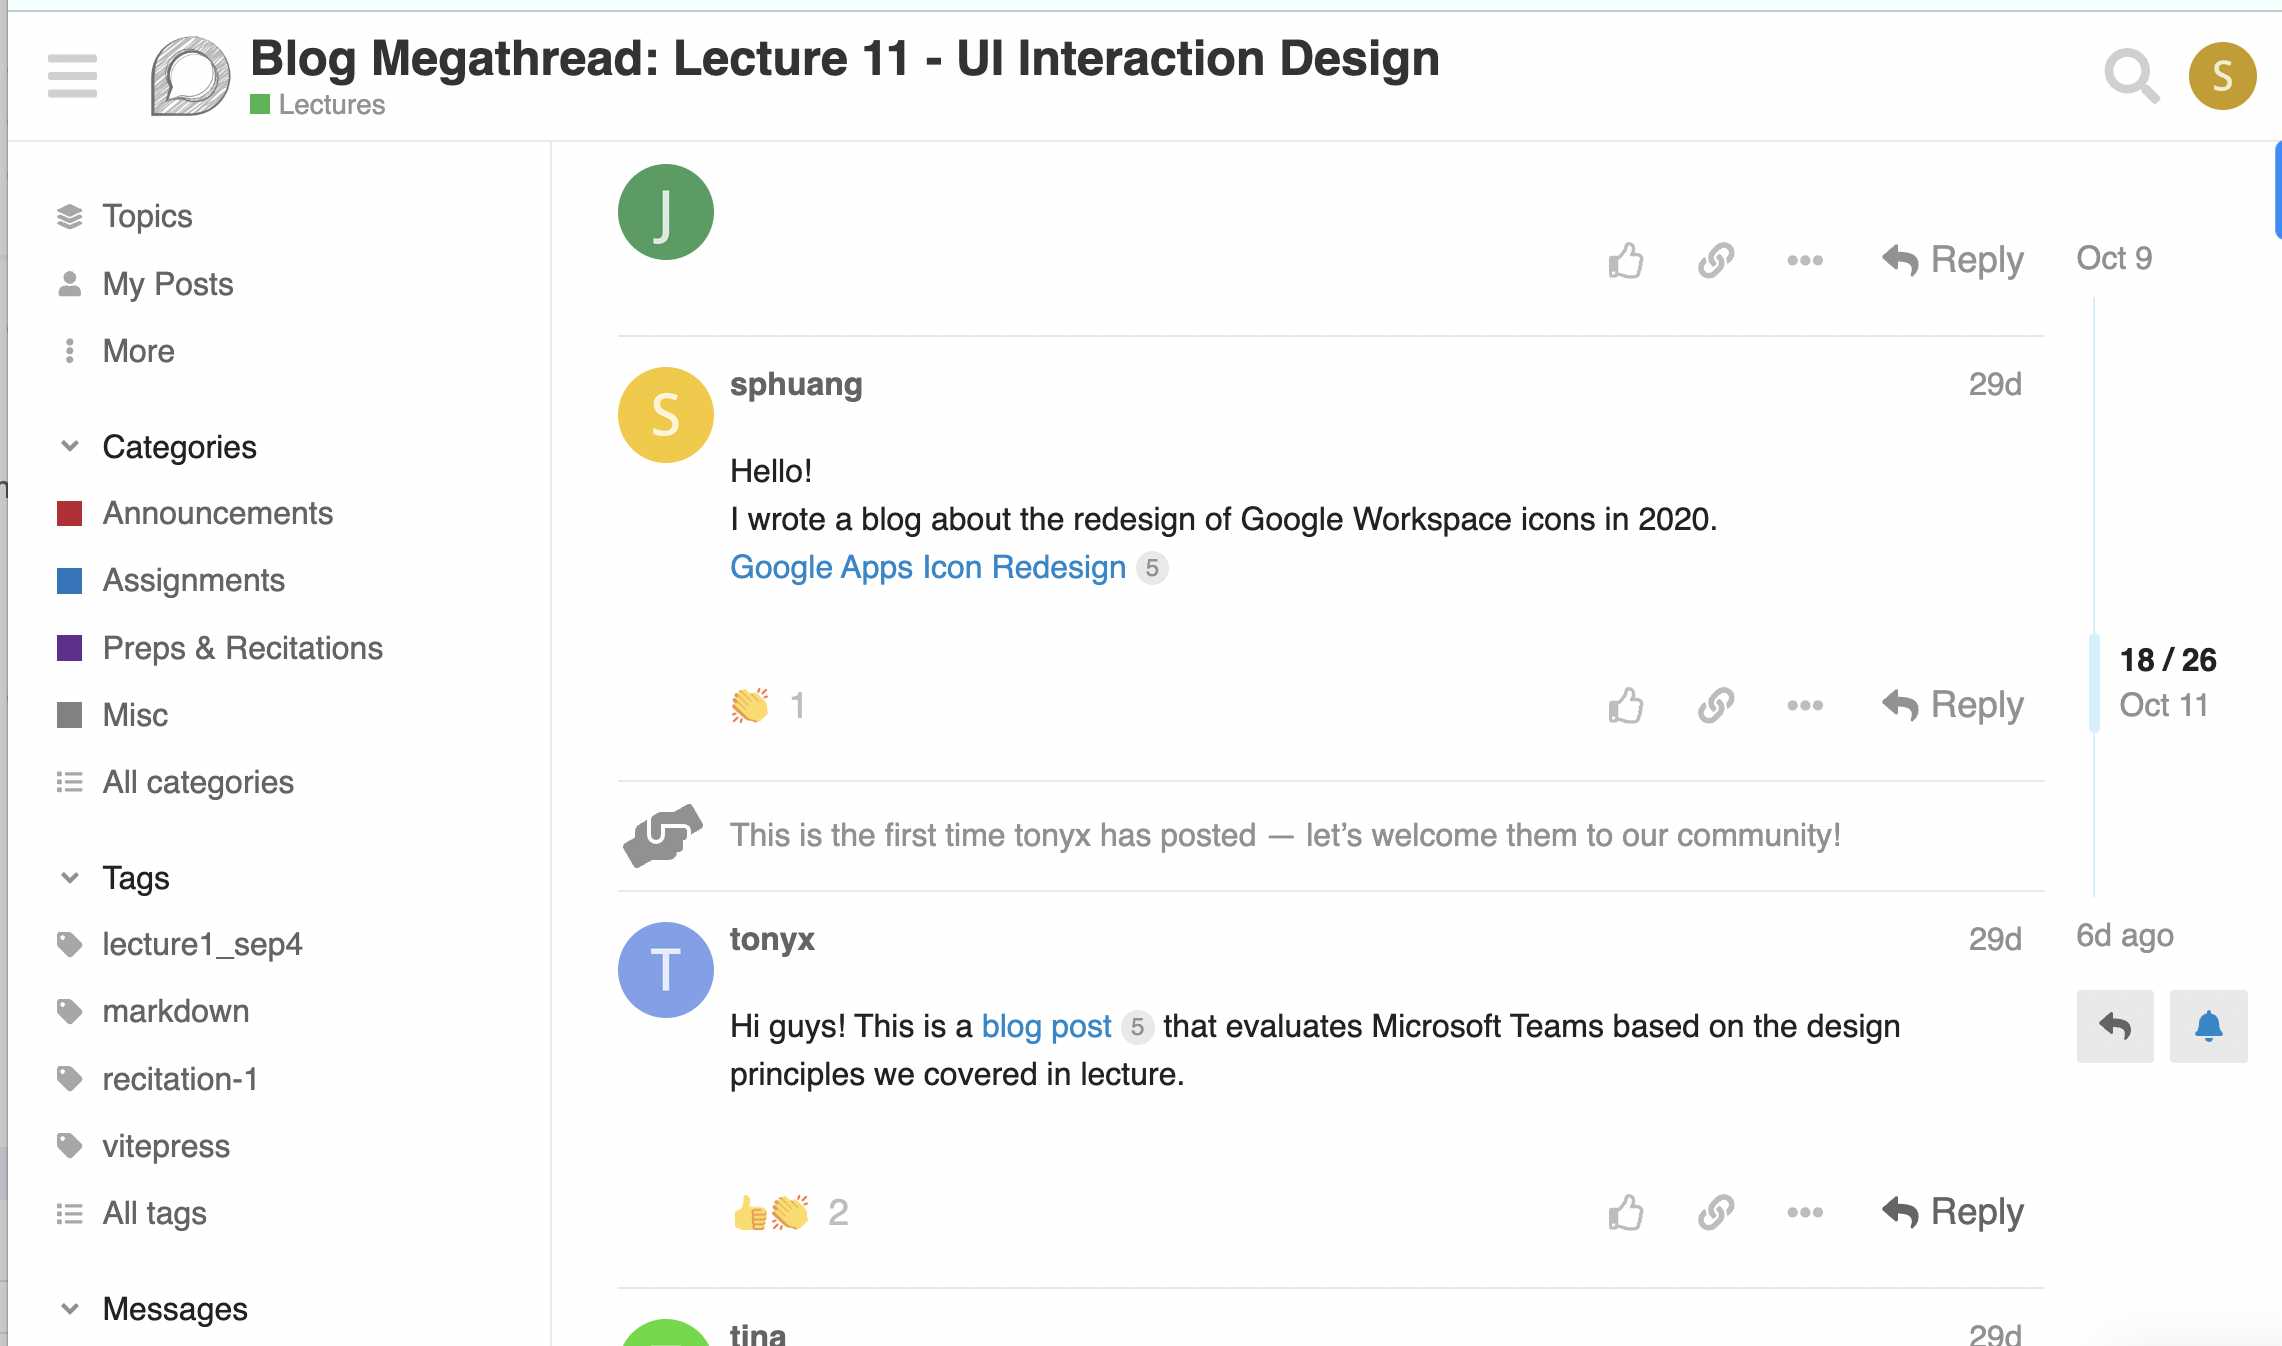 Blog Megathread: Lecture 11 - UI Interaction Design
Lectures
S
Topics
My Posts
More
Categories
Announcements
Assignments
Preps & Recitations
Misc
All categories
Tags
lecture1_sep4
markdown
recitation-1
vitepress
All tags
Messages
J
Reply
S
sphuang
29d
Hello!
I wrote a blog about the redesign of Google Workspace icons in 2020.
Google Apps Icon Redesign 5
1
Reply
This is the first time tonyx has posted — let’s welcome them to our community!
T
tonyx
29d
Hi guys! This is a blog post 5 that evaluates Microsoft Teams based on the design
principles we covered in lecture.
2
Reply
tina
29d
Oct 9
18 / 26
Oct 11
6d ago